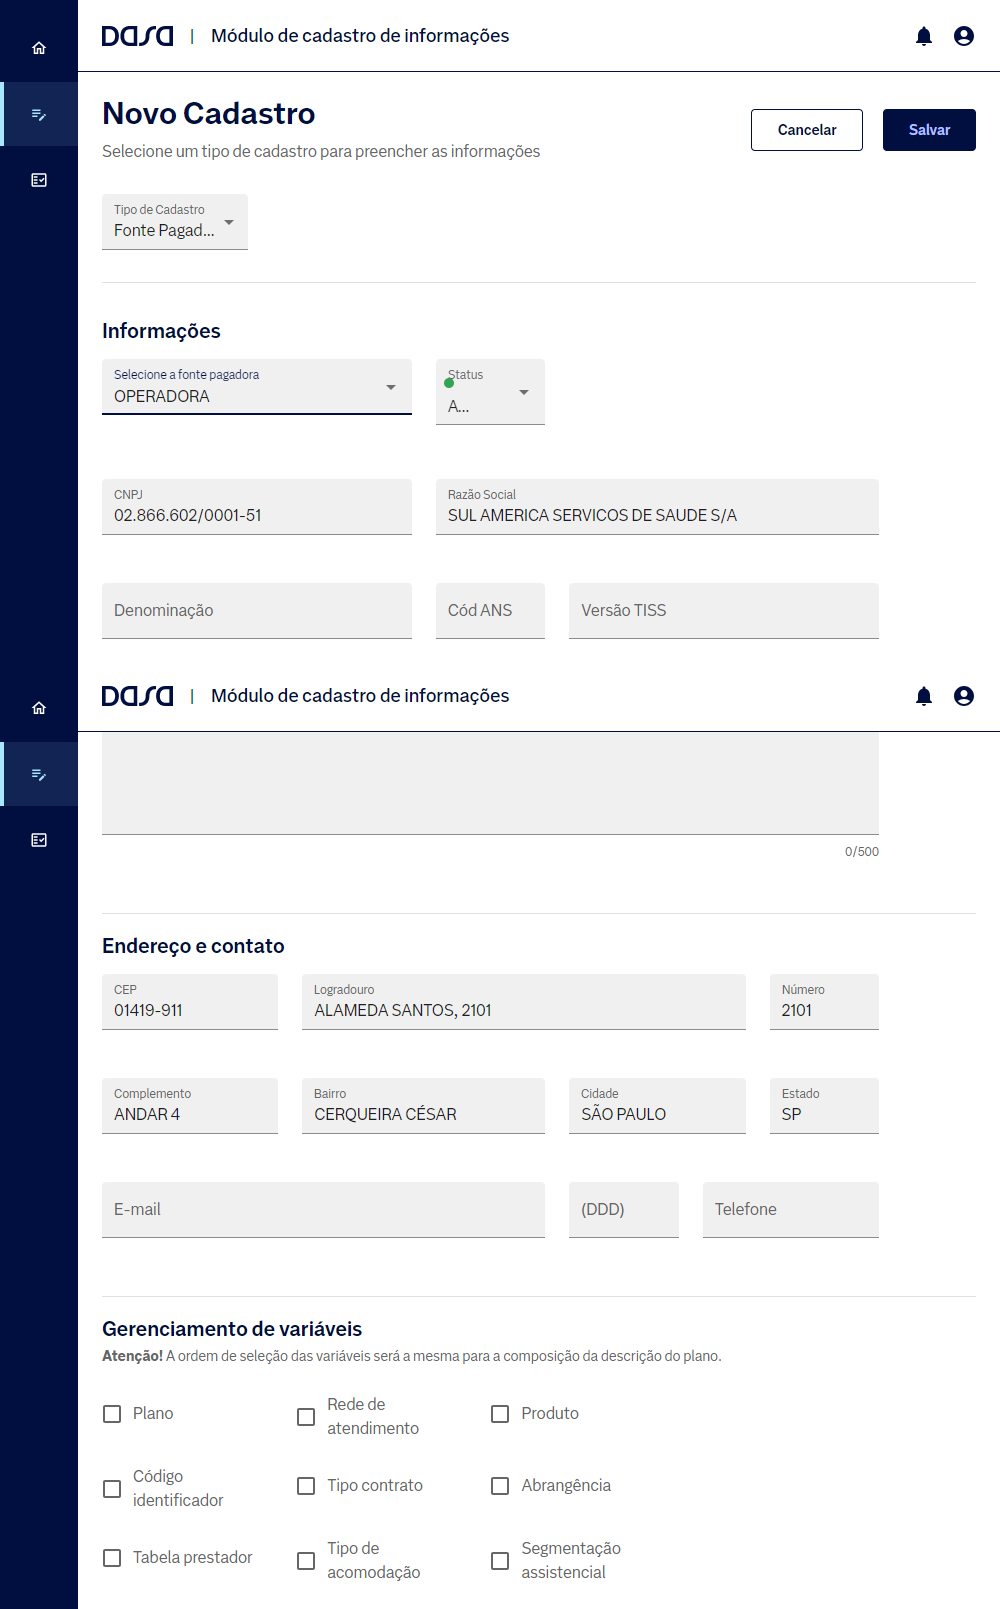 Dasa | Módulo de cadastro de informações
Novo Cadastro
Cancelar
Salvar
Selecione um tipo de cadastro para preencher as informações
Tipo de Cadastro
Fonte Pagad...
Informações
Selecione a fonte pagadora
OPERADORA
Status
A...
CNPJ
02.866.602/0001-51
Razão Social
SUL AMERICA SERVICOS DE SAUDE S/A
Denominação
Cód ANS
Versão TISS
Dasa | Módulo de cadastro de informações
0/500
Endereço e contato
CEP
01419-911
Logradouro
ALAMEDA SANTOS, 2101
Número
2101
Complemento
ANDAR 4
Bairro
CERQUEIRA CÉSAR
Cidade
SÃO PAULO
Estado
SP
E-mail
(DDD)
Telefone
Gerenciamento de variáveis
Atenção! A ordem de seleção das variáveis será a mesma para a composição da descrição do plano.
Plano
Rede de
atendimento
Produto
Código
identificador
Tipo contrato
Abrangência
Tabela prestador
Tipo de
acomodação
Segmentação
assistencial